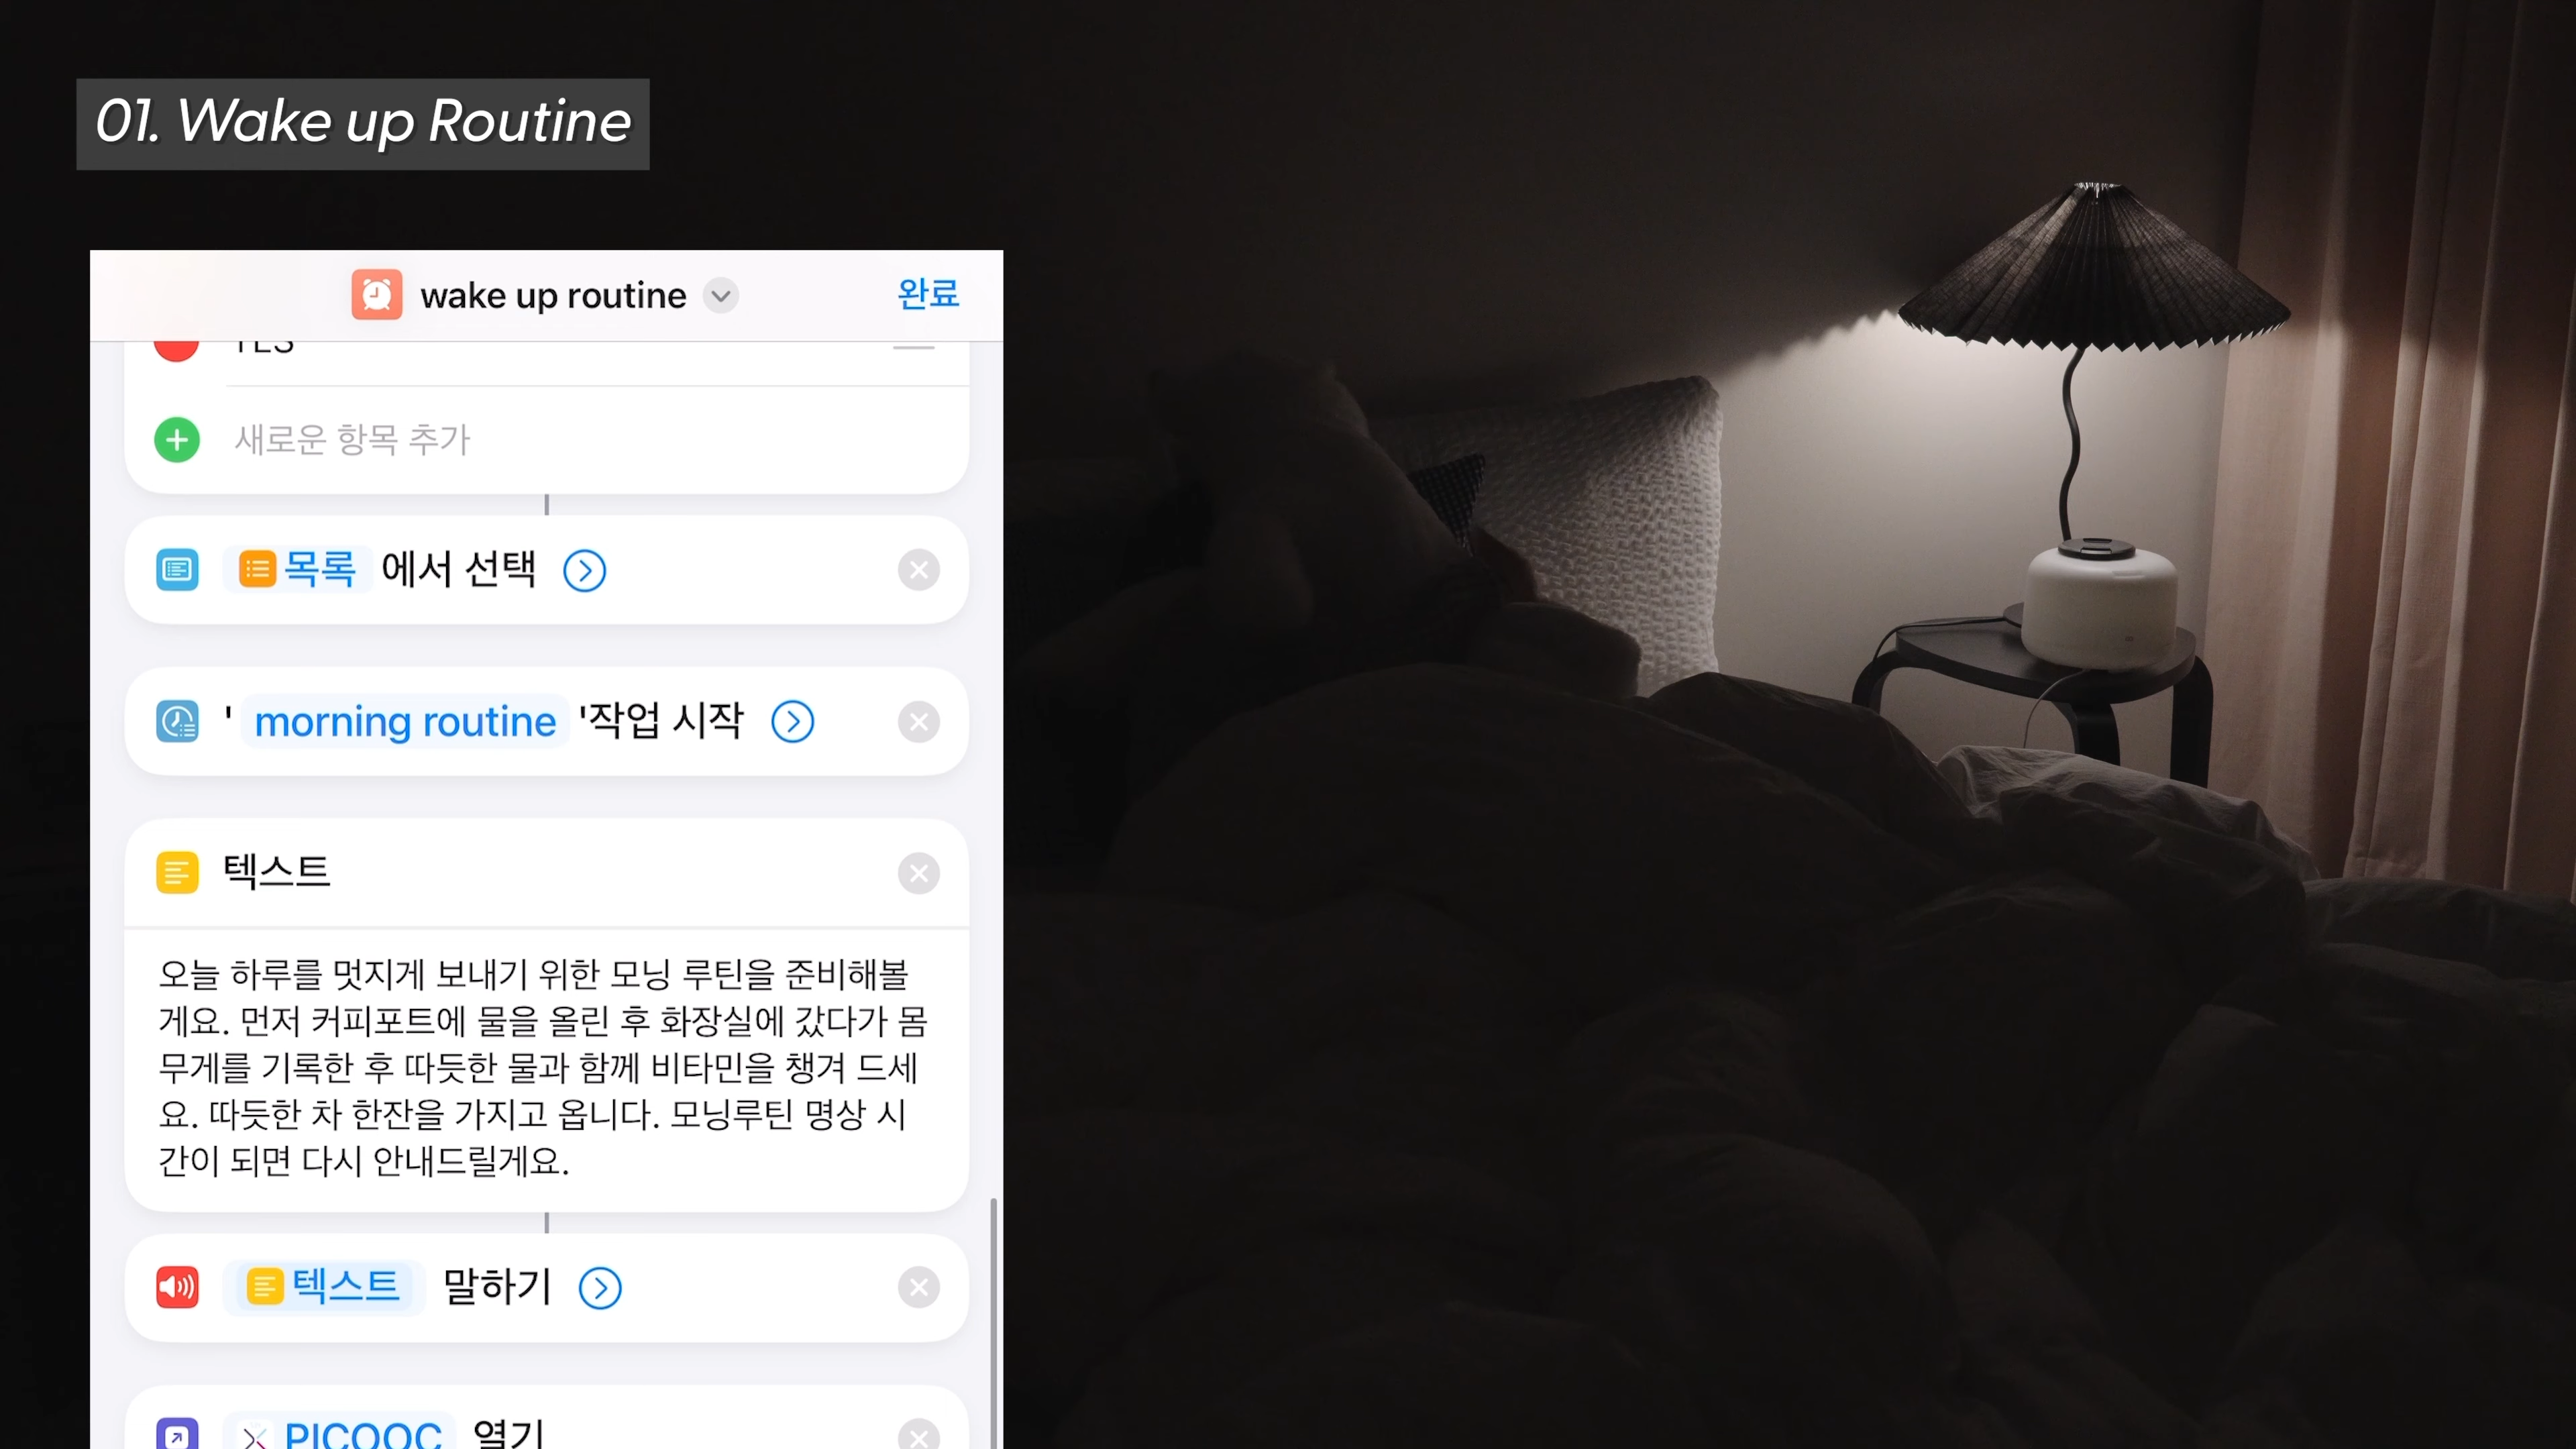 01. Wake up Routine
wake up routine
완료
YES
새로운 항목 추가
목록 에서 선택
' morning routine '작업 시작
텍스트
오늘 하루를 멋지게 보내기 위한 모닝 루틴을 준비해볼
게요. 먼저 커피포트에 물을 올린 후 화장실에 갔다가 몸
무게를 기록한 후 따듯한 물과 함께 비타민을 챙겨 드세
요. 따듯한 차 한잔을 가지고 옵니다. 모닝루틴 명상 시
간이 되면 다시 안내드릴게요.
텍스트 말하기
PICOOC 열기